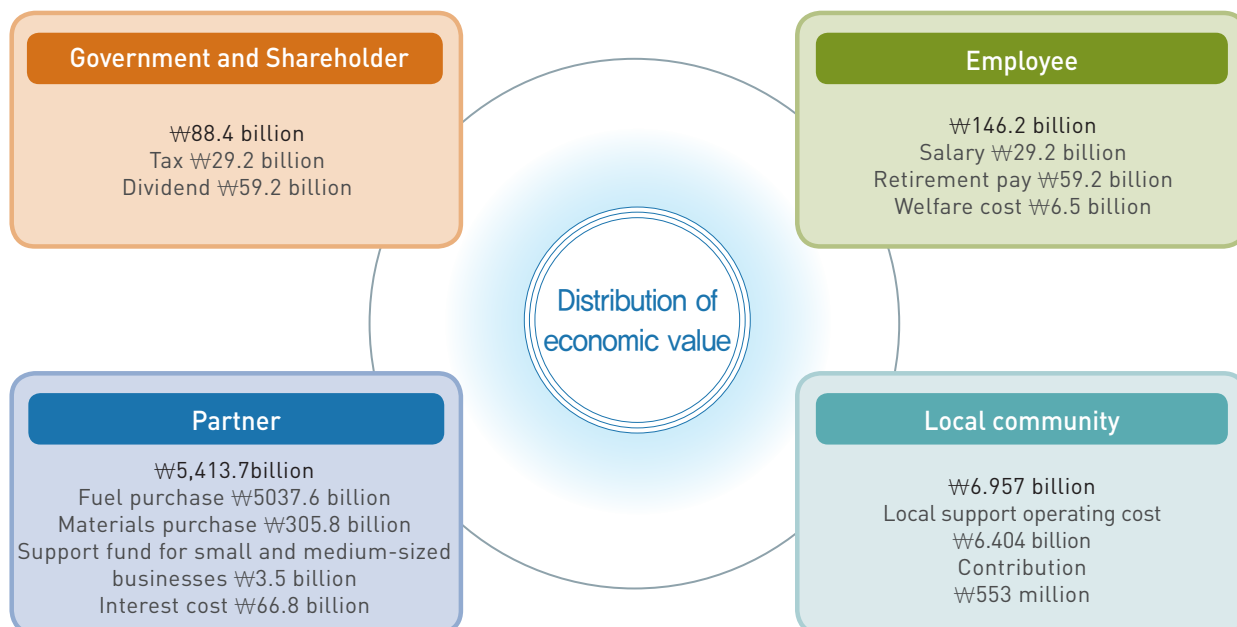 Government and Shareholder
₩88.4 billion
Tax ₩29.2 billion
Dividend ₩59.2 billion
Employee
₩146.2 billion
Salary ₩29.2 billion
Retirement pay ₩59.2 billion
Welfare cost ₩6.5 billion
Distribution of
economic value
Partner
₩5,413.7billion
Fuel purchase ₩5037.6 billion
Materials purchase ₩305.8 billion
Support fund for small and medium-sized
businesses ₩3.5 billion
Interest cost ₩66.8 billion
Local community
₩6.957 billion
Local support operating cost
₩6.404 billion
Contribution
₩553 million